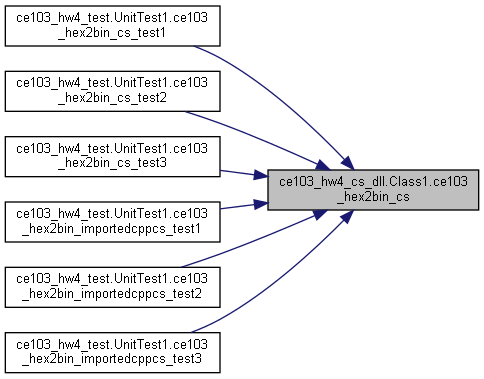 ce103_hw4_test.UnitTest1.ce103
_hex2bin_cs_test1
ce103_hw4_test.UnitTest1.ce103
_hex2bin_cs_test2
ce103_hw4_test.UnitTest1.ce103
_hex2bin_cs_test3
ce103_hw4_cs_dll.Class1.ce103
_hex2bin_cs
ce103_hw4_test.UnitTest1.ce103
_hex2bin_importedcppcs_test1
ce103_hw4_test.UnitTest1.ce103
_hex2bin_importedcppcs_test2
ce103_hw4_test.UnitTest1.ce103
_hex2bin_importedcppcs_test3